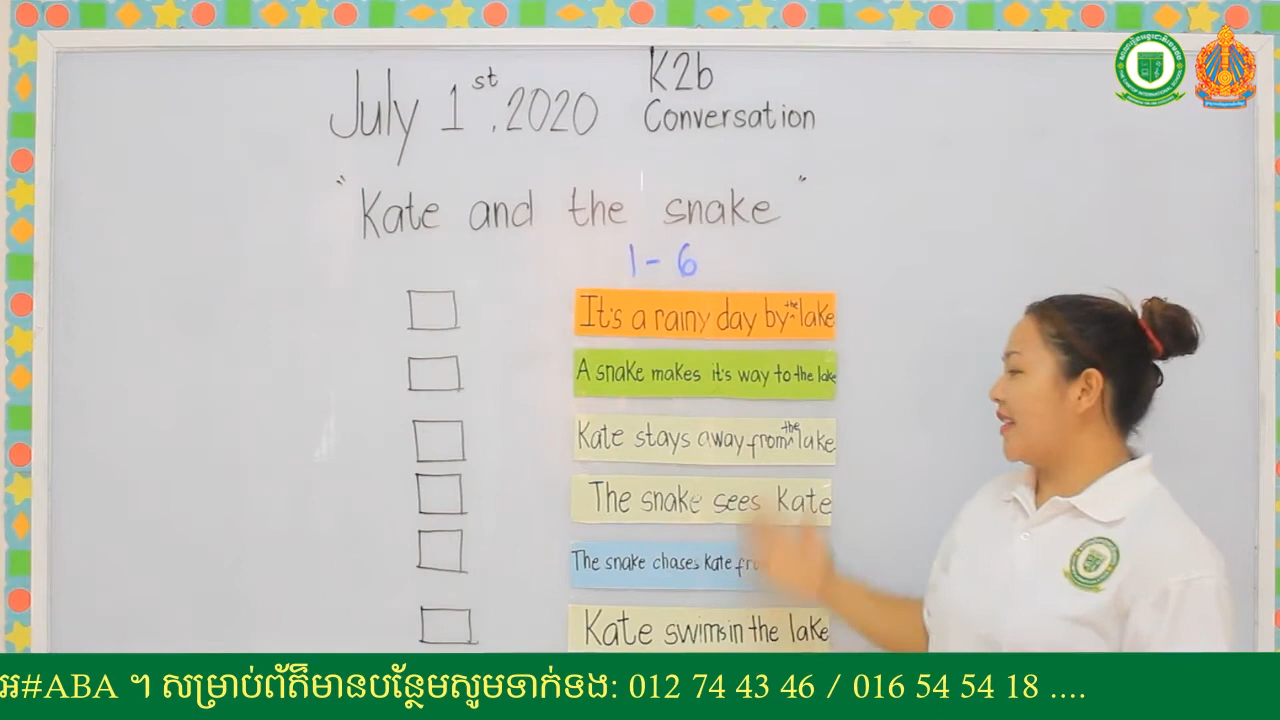 July 1st. 2020
K2b
Conversation
"Kate and the snake"
1 - 6
It's a rainy day by the lake
A snake makes it's way to the lake
Kate stays away from the lake
The snake sees Kate
The snake chases Kate
Kate swims in the lake
អ#ABA ។ សម្រាប់ព័ត៌មានបន្ថែមសូមទាក់ទង: 012 74 43 46 / 016 54 54 18 ....